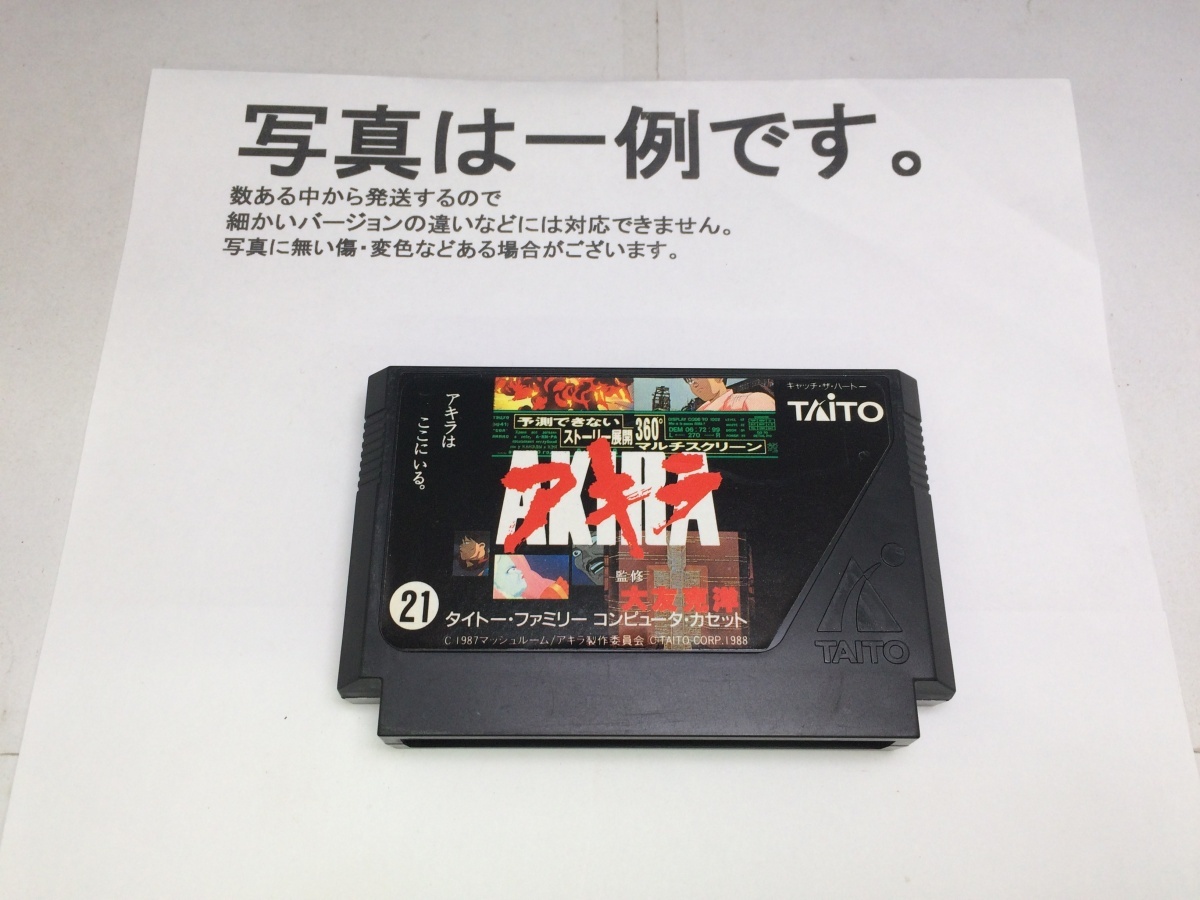 写真は一例です。
数ある中から発送するので
細かいバージョンの違いなどには対応できません。
写真に無い傷・変色などある場合がございます。
アキラは
ここにいる。
キャッチ・ザ・ハート
TAITO
予測できない
ストーリー展開
360°
マルチスクリーン
AKIRA
アキラ
監修
大友克洋
21
タイトー・ファミリー コンピュータ・カセット
© 1987マッシュルーム/アキラ製作委員会 ©TAITO CORP.1988
TAITO